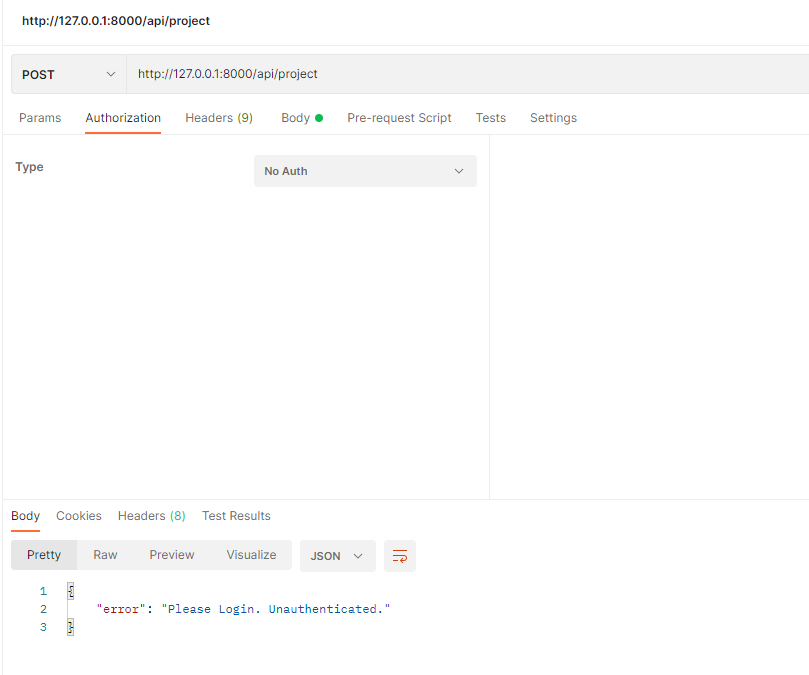 http://127.0.0.1:8000/api/project
POST http://127.0.0.1:8000/api/project
Params Authorization Headers (9) Body Pre-request Script Tests Settings
Type No Auth
Body Cookies Headers (8) Test Results
Pretty Raw Preview Visualize JSON
1 {
2 "error": "Please Login. Unauthenticated."
3 }